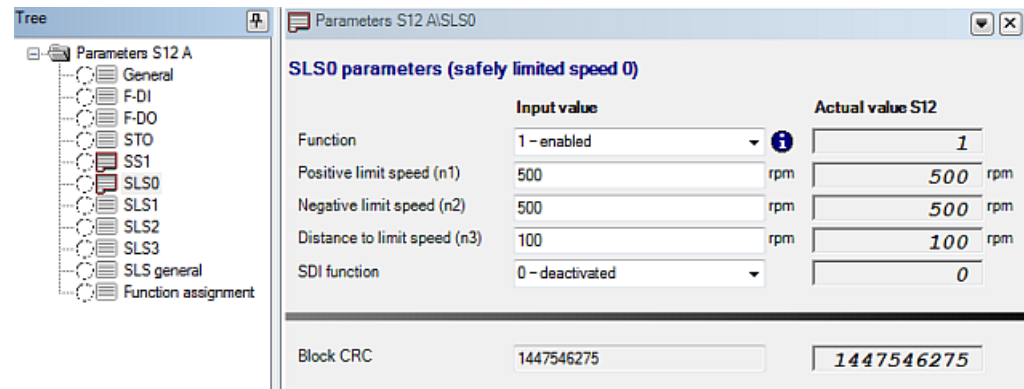 Tree
Parameters S12 A
General
F-DI
F-DO
STO
SS1
SLS0
SLS1
SLS2
SLS3
SLS general
Function assignment
Parameters S12 A\SLS0
SLS0 parameters (safely limited speed 0)
Input value Actual value S12
Function 1 – enabled 1
Positive limit speed (n1) 500 rpm 500 rpm
Negative limit speed (n2) 500 rpm 500 rpm
Distance to limit speed (n3) 100 rpm 100 rpm
SDI function 0 – deactivated 0
Block CRC 1447546275 1447546275